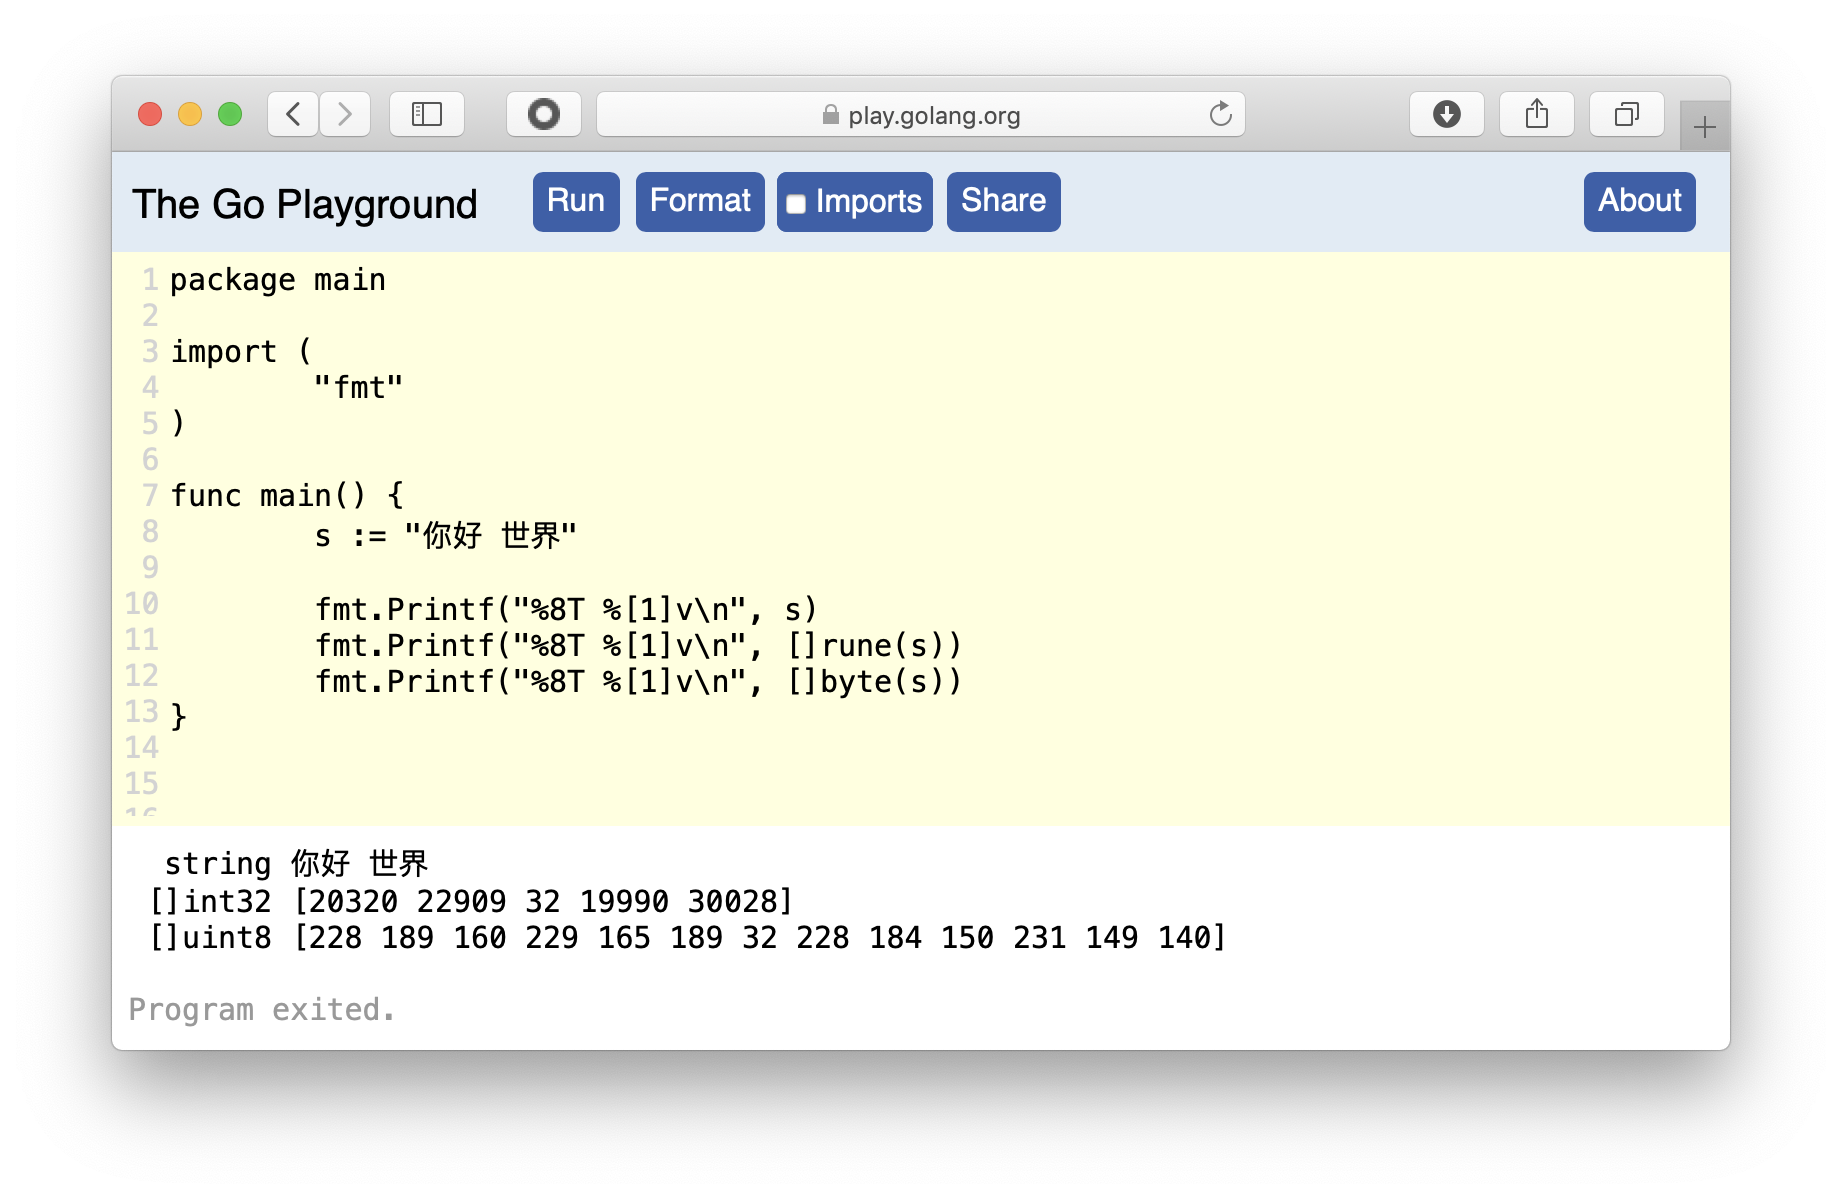 play.golang.org
The Go Playground Run Format Imports Share About
1 package main
2
3 import (
4         "fmt"
5 )
6
7 func main() {
8         s := "你好 世界"
9
10         fmt.Printf("%8T %[1]v\n", s)
11         fmt.Printf("%8T %[1]v\n", []rune(s))
12         fmt.Printf("%8T %[1]v\n", []byte(s))
13 }
14
15
16
  string 你好 世界
 []int32 [20320 22909 32 19990 30028]
 []uint8 [228 189 160 229 165 189 32 228 184 150 231 149 140]
Program exited.